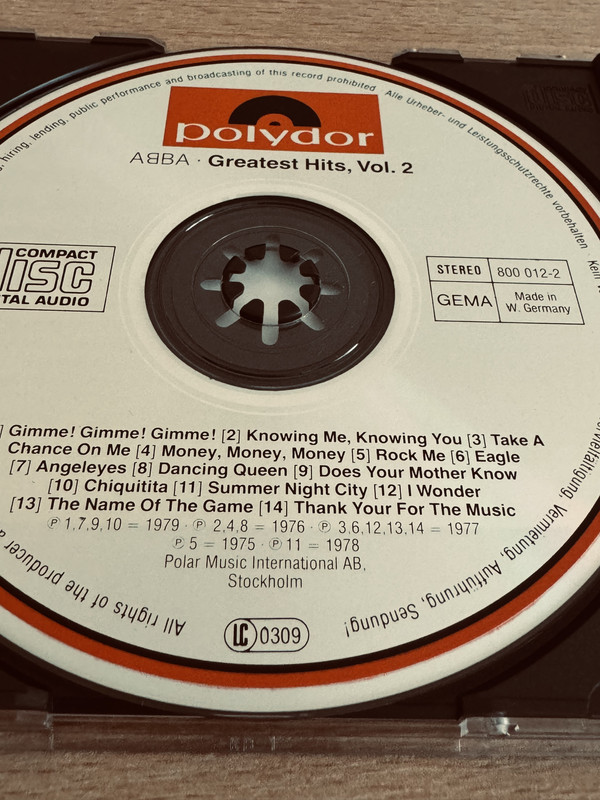 hiring, lending, public performance and broadcasting of this record prohibited
Alle Urheber- und Leistungsschutzrechte vorbehalten
Kein
polydor
AᗺBA · Greatest Hits, Vol. 2
COMPACT
disc
DIGITAL AUDIO
STEREO 800 012-2
GEMA Made in
W. Germany
Gimme! Gimme! Gimme! [2] Knowing Me, Knowing You [3] Take A
Chance On Me [4] Money, Money, Money [5] Rock Me [6] Eagle
[7] Angeleyes [8] Dancing Queen [9] Does Your Mother Know
[10] Chiquitita [11] Summer Night City [12] I Wonder
[13] The Name Of The Game [14] Thank Your For The Music
℗ 1,7,9,10 = 1979 · ℗ 2,4,8 = 1976 · ℗ 3,6,12,13,14 = 1977
℗ 5 = 1975 · ℗ 11 = 1978
Polar Music International AB,
Stockholm
LC 0309
Vervielfältigung, Vermietung, Aufführung, Sendung!
All rights of the producer